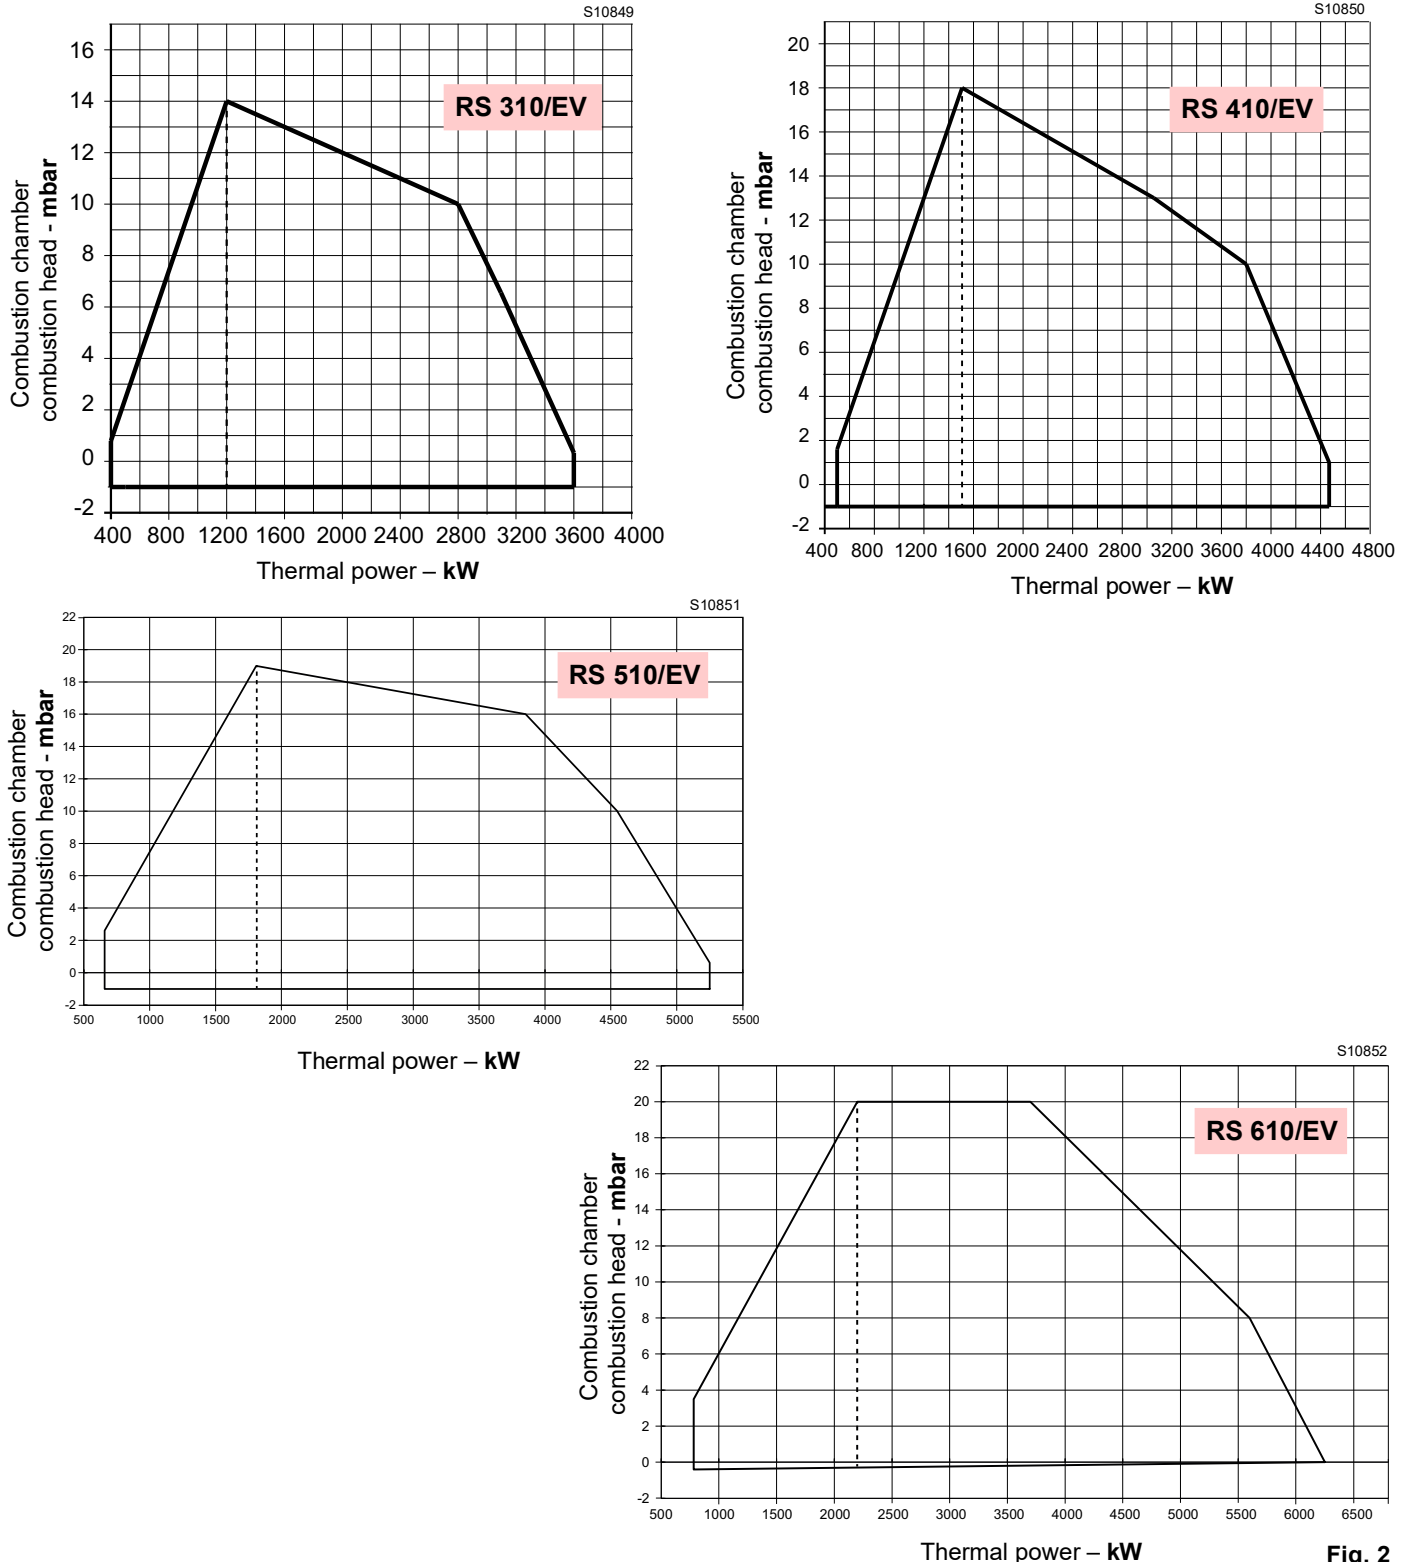 S10849
16
14
12
10
8
6
4
2
0
-2
400 800 1200 1600 2000 2400 2800 3200 3600 4000
Combustion chamber
combustion head - mbar
RS 310/EV
Thermal power – kW
S10850
20
18
16
14
12
10
8
6
4
2
0
-2
400 800 1200 1600 2000 2400 2800 3200 3600 4000 4400 4800
Combustion chamber
combustion head - mbar
RS 410/EV
Thermal power – kW
S10851
22
20
18
16
14
12
10
8
6
4
2
0
-2
500 1000 1500 2000 2500 3000 3500 4000 4500 5000 5500
Combustion chamber
combustion head - mbar
RS 510/EV
Thermal power – kW
S10852
22
20
18
16
14
12
10
8
6
4
2
0
-2
500 1000 1500 2000 2500 3000 3500 4000 4500 5000 5500 6000 6500
Combustion chamber
combustion head - mbar
RS 610/EV
Thermal power – kW
Fig. 2